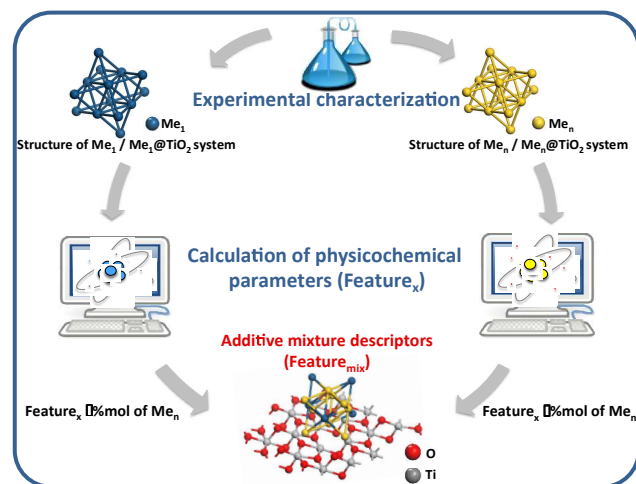 Experimental characterization
Me₁
Structure of Me₁ / Me₁@TiO₂ system
Meₙ
Structure of Meₙ / Meₙ@TiO₂ system
Calculation of physicochemical
parameters (Featureₓ)
Additive mixture descriptors
(Feature_mix)
Featureₓ ▯%mol of Meₙ
Featureₓ ▯%mol of Meₙ
O
Ti